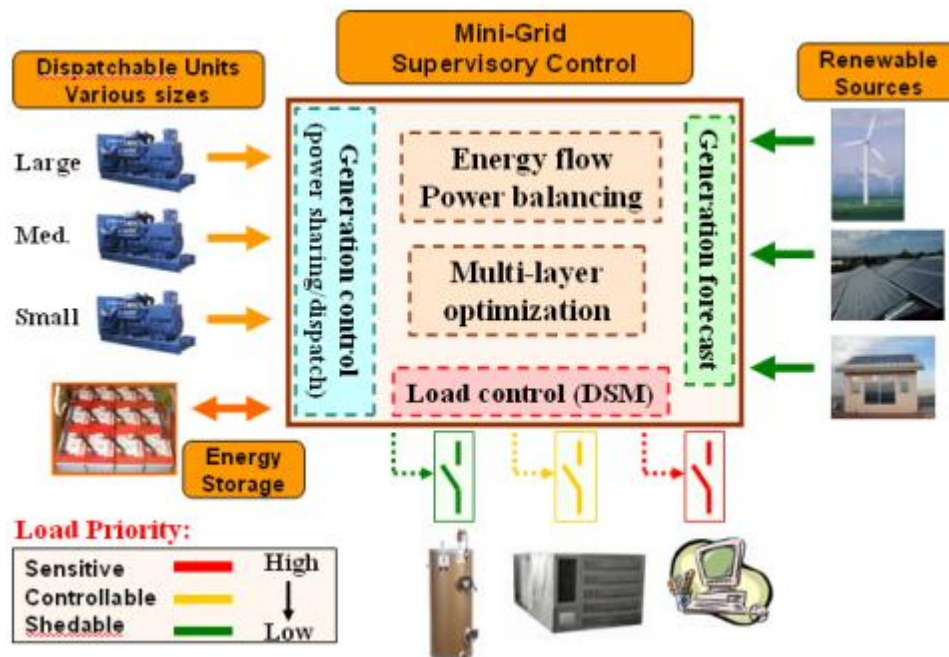 Mini-Grid
Supervisory Control
Dispatchable Units
Various sizes
Renewable
Sources
Large
Med.
Small
Generation control
(power sharing/dispatch)
Energy flow
Power balancing
Multi-layer
optimization
Generation forecast
Load control (DSM)
Energy
Storage
Load Priority:
Sensitive High
Controllable
Shedable Low